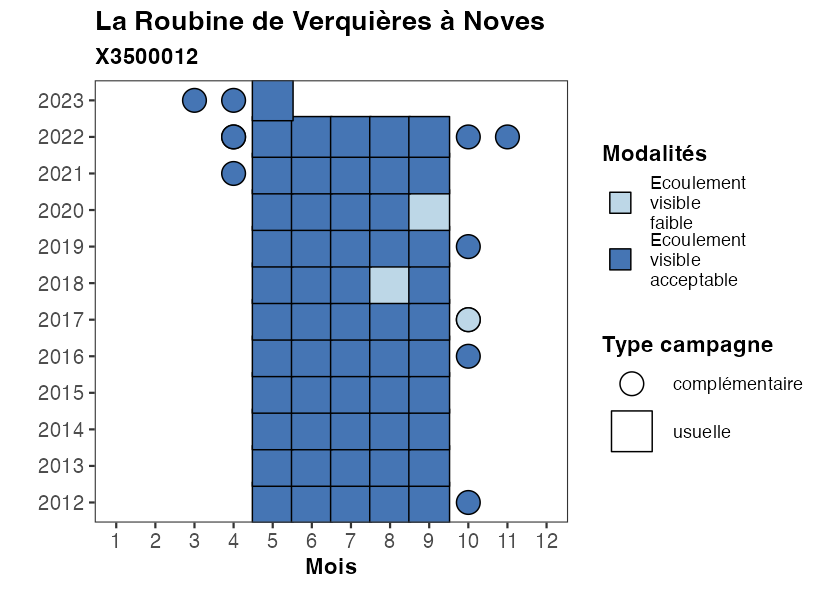 La Roubine de Verquières à Noves
X3500012
2023
2022
2021
2020
2019
2018
2017
2016
2015
2014
2013
2012
1 2 3 4 5 6 7 8 9 10 11 12
Mois
Modalités
Ecoulement
visible
faible
Ecoulement
visible
acceptable
Type campagne
complémentaire
usuelle